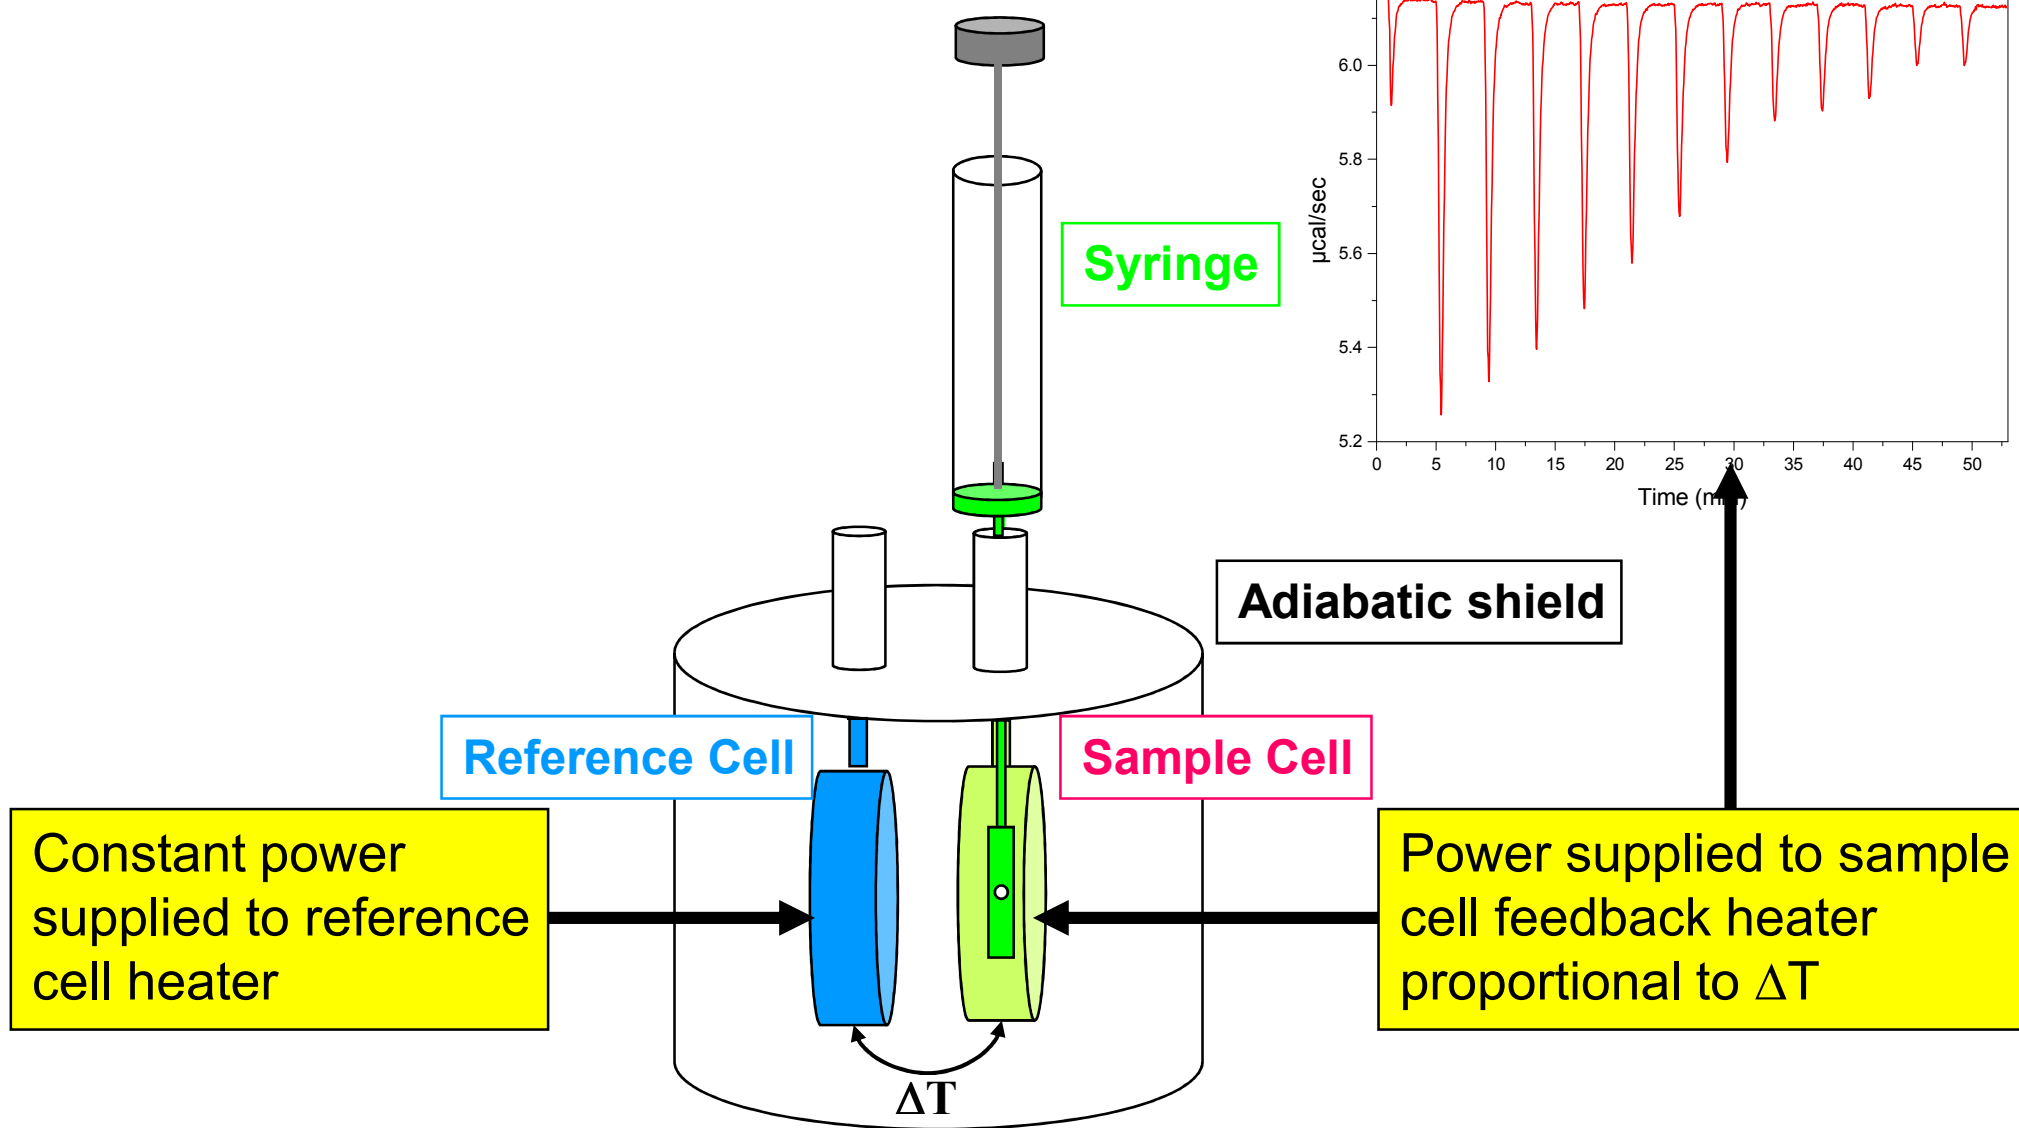 6.0
5.8
5.6
5.4
5.2
µcal/sec
0 5 10 15 20 25 30 35 40 45 50
Time (m
Syringe
Adiabatic shield
Reference Cell
Sample Cell
Constant power
supplied to reference
cell heater
Power supplied to sample
cell feedback heater
proportional to ΔT
ΔT